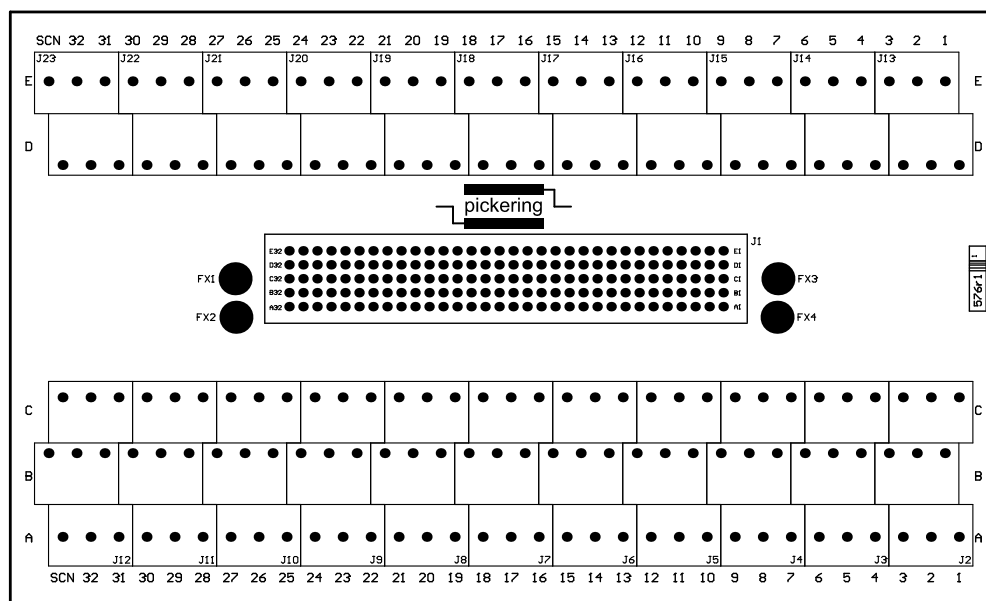 SCN 32 31 30 29 28 27 26 25 24 23 22 21 20 19 18 17 16 15 14 13 12 11 10 9 8 7 6 5 4 3 2 1
J23 J22 J21 J20 J19 J18 J17 J16 J15 J14 J13
E E
D D
pickering
J1
E32 E1
D32 D1
FX1 C32 C1 FX3
B32 B1
FX2 A32 A1 FX4
1
576r1
C C
B B
A A
J12 J11 J10 J9 J8 J7 J6 J5 J4 J3 J2
SCN 32 31 30 29 28 27 26 25 24 23 22 21 20 19 18 17 16 15 14 13 12 11 10 9 8 7 6 5 4 3 2 1